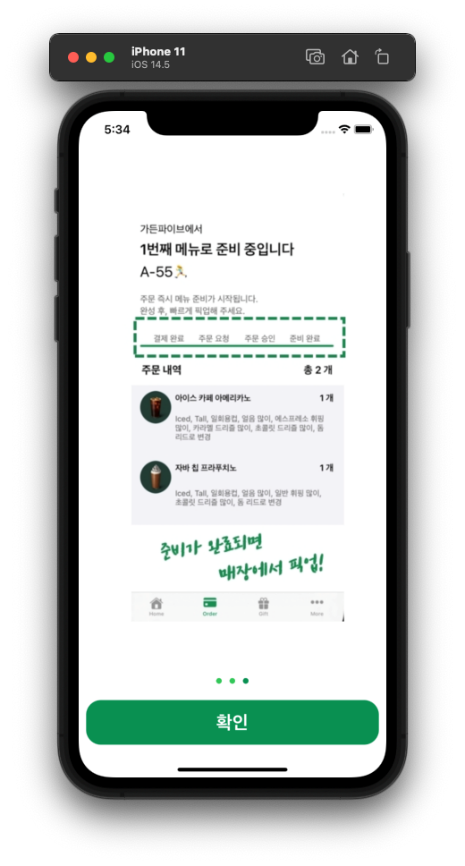 iPhone 11
iOS 14.5
5:34
가든파이브에서
1번째 메뉴로 준비 중입니다
A-55🏃
주문 즉시 메뉴 준비가 시작됩니다.
완성 후, 빠르게 픽업해 주세요.
결제 완료 주문 요청 주문 승인 준비 완료
주문 내역 총 2 개
아이스 카페 아메리카노 1 개
Iced, Tall, 일회용컵, 얼음 많이, 에스프레소 휘핑
많이, 카라멜 드리즐 많이, 초콜릿 드리즐 많이, 돔
리드로 변경
자바 칩 프라푸치노 1 개
Iced, Tall, 일회용컵, 얼음 많이, 일반 휘핑 많이,
초콜릿 드리즐 많이, 돔 리드로 변경
준비가 완료되면
매장에서 픽업!
Home Order Gift More
확인